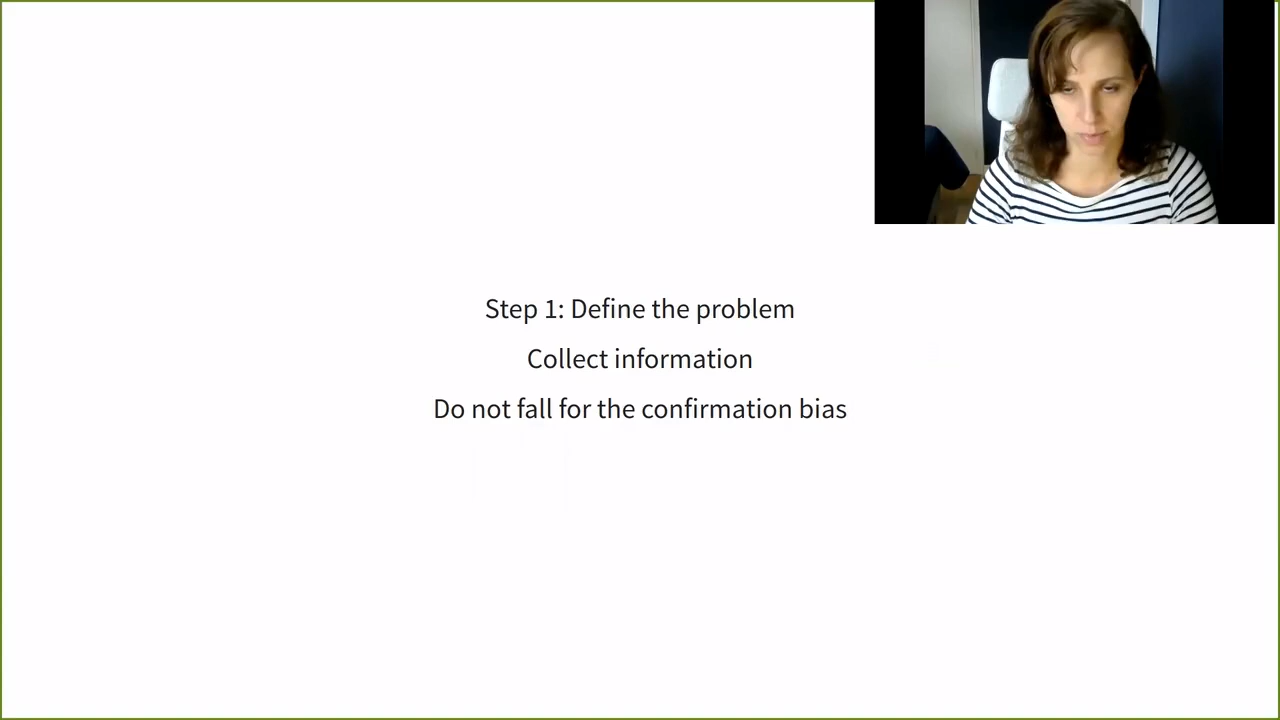 Step 1: Define the problem
Collect information
Do not fall for the confirmation bias